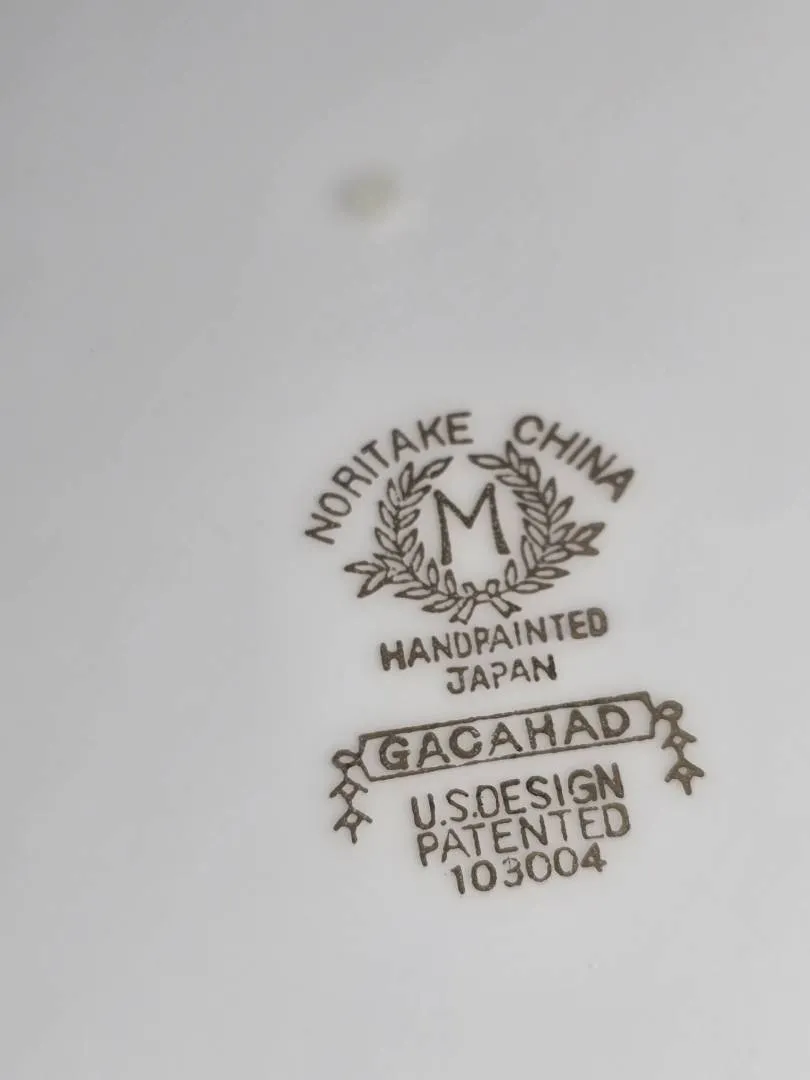 NORITAKE CHINA
M
HANDPAINTED
JAPAN
GACAHAD
U.S.DESIGN
PATENTED
103004